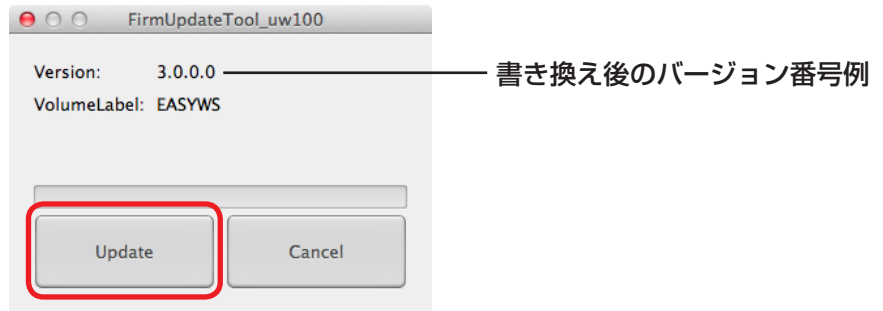 FirmUpdateTool_uw100
Version: 3.0.0.0
書き換え後のバージョン番号例
VolumeLabel: EASYWS
Update
Cancel